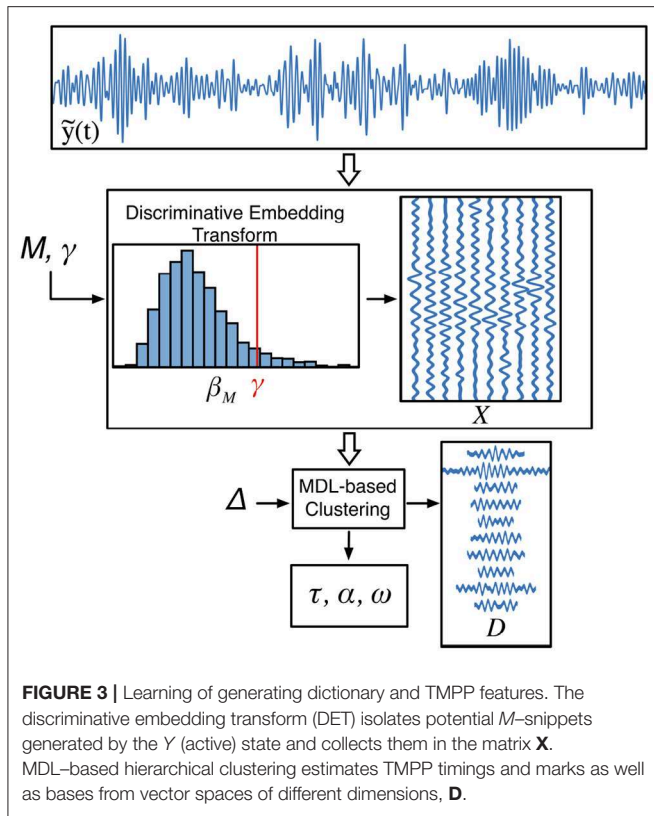 ỹ(t)
Discriminative Embedding
Transform
M, γ
β_M γ
X
Δ
MDL-based
Clustering
τ, α, ω
D
FIGURE 3 | Learning of generating dictionary and TMPP features. The
discriminative embedding transform (DET) isolates potential M–snippets
generated by the Y (active) state and collects them in the matrix X.
MDL–based hierarchical clustering estimates TMPP timings and marks as well
as bases from vector spaces of different dimensions, D.